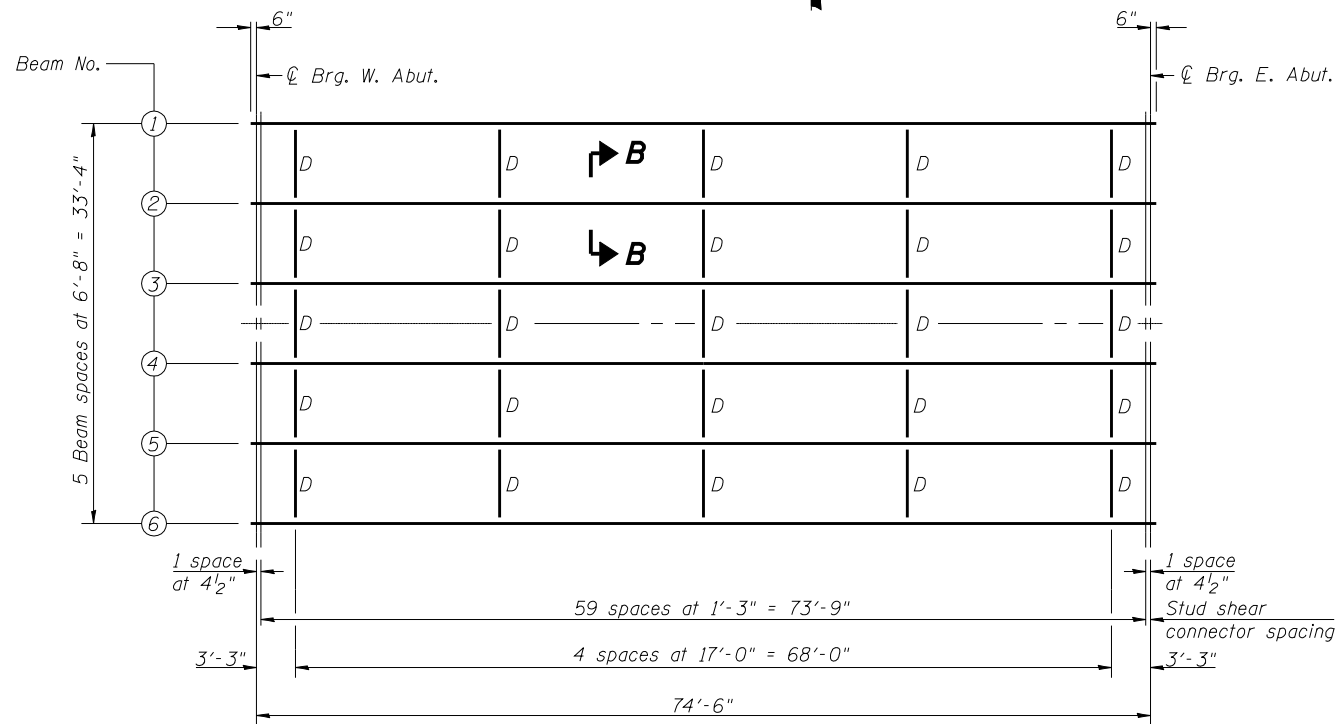 6"
6"
Beam No.
℄ Brg. W. Abut.
℄ Brg. E. Abut.
1
D D B D D D
2
D D B D D D
3
D D D D D
4
D D D D D
5
D D D D D
6
5 Beam spaces at 6'-8" = 33'-4"
1 space
at 4½"
1 space
at 4½"
59 spaces at 1'-3" = 73'-9"
Stud shear
connector spacing
3'-3"
4 spaces at 17'-0" = 68'-0"
3'-3"
74'-6"